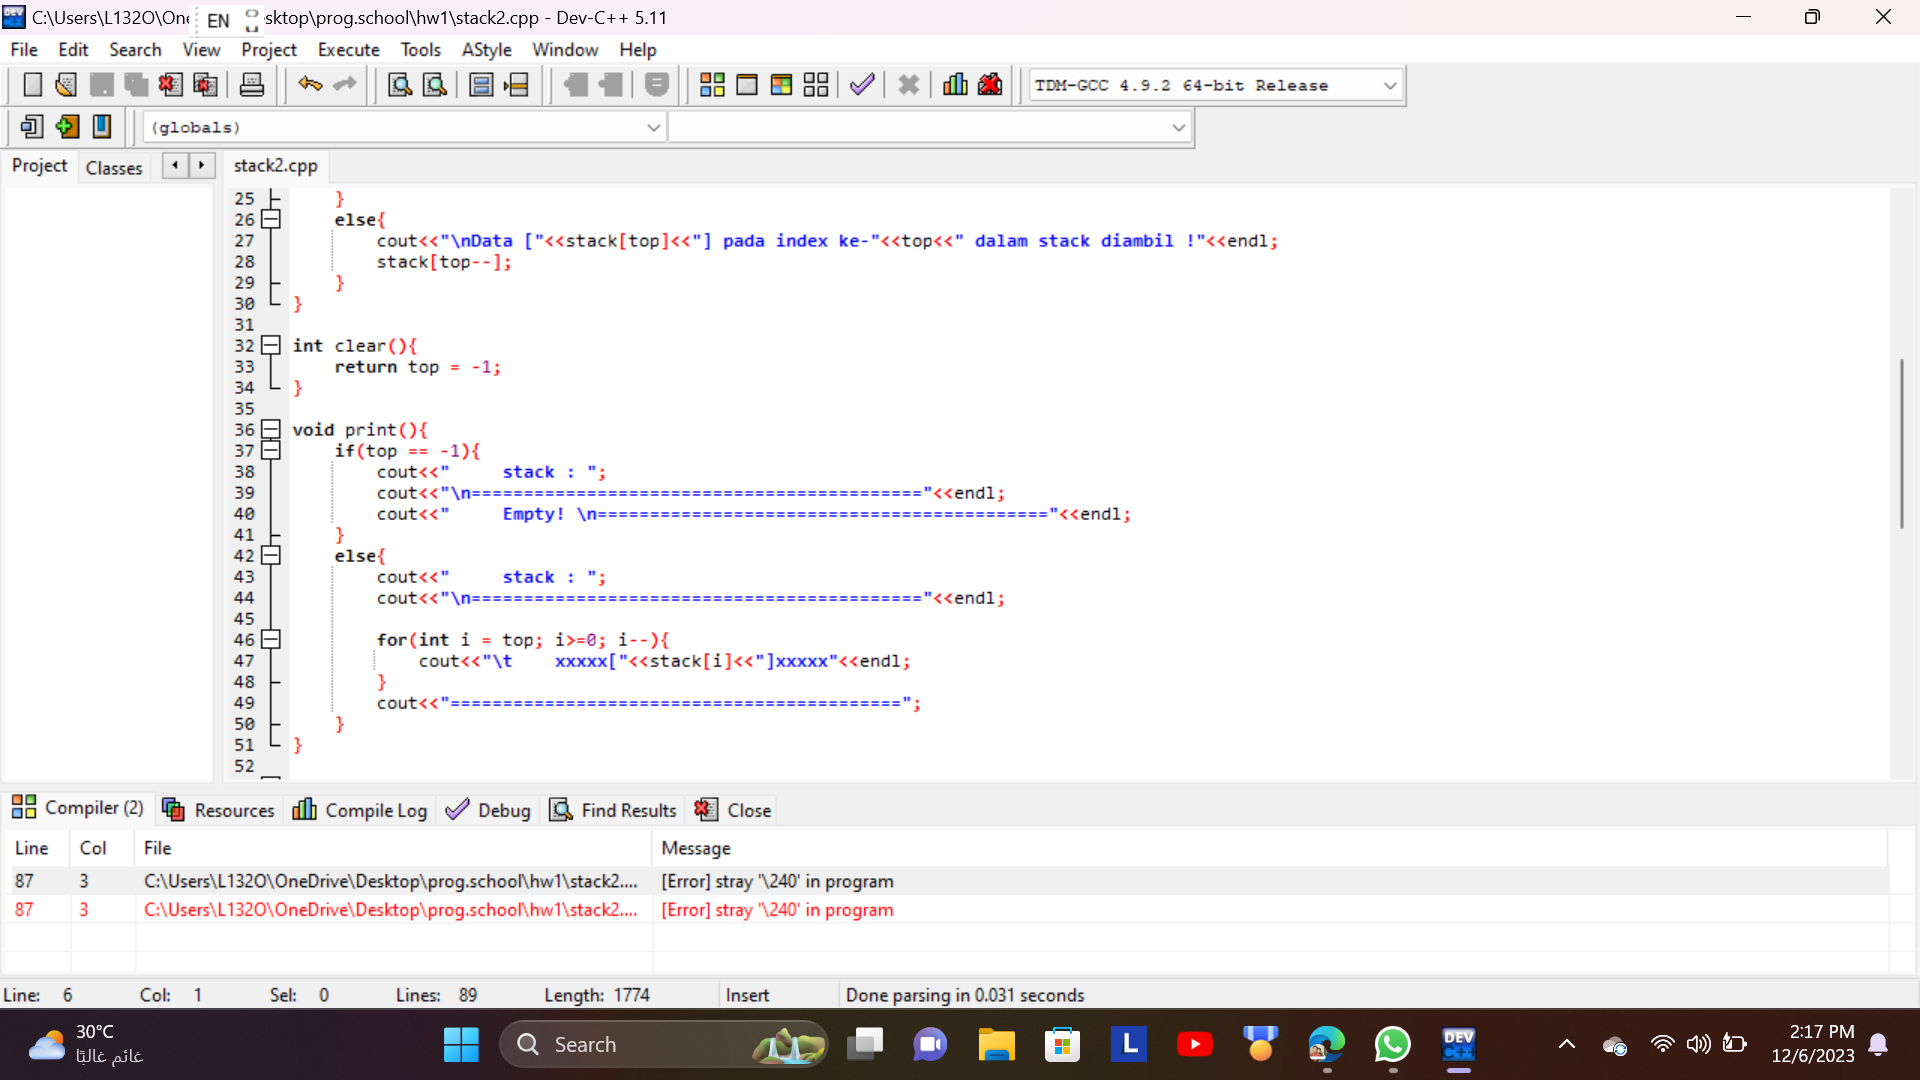 C:\Users\L132O\One
EN
sktop\prog.school\hw1\stack2.cpp - Dev-C++ 5.11
File Edit Search View Project Execute Tools AStyle Window Help
TDM-GCC 4.9.2 64-bit Release
(globals)
Project Classes
stack2.cpp
25 }
26 else{
27 cout<<"\nData ["<<stack[top]<<"] pada index ke-"<<top<<" dalam stack diambil !"<<endl;
28 stack[top--];
29 }
30 }
31
32 int clear(){
33 return top = -1;
34 }
35
36 void print(){
37 if(top == -1){
38 cout<<"     stack : ";
39 cout<<"\n==========================================="<<endl;
40 cout<<"     Empty! \n==========================================="<<endl;
41 }
42 else{
43 cout<<"     stack : ";
44 cout<<"\n==========================================="<<endl;
45
46 for(int i = top; i>=0; i--){
47 cout<<"\t    xxxxx["<<stack[i]<<"]xxxxx"<<endl;
48 }
49 cout<<"===========================================";
50 }
51 }
52
Compiler (2) Resources Compile Log Debug Find Results Close
Line Col File Message
87 3 C:\Users\L132O\OneDrive\Desktop\prog.school\hw1\stack2.... [Error] stray '\240' in program
87 3 C:\Users\L132O\OneDrive\Desktop\prog.school\hw1\stack2.... [Error] stray '\240' in program
Line: 6 Col: 1 Sel: 0 Lines: 89 Length: 1774 Insert Done parsing in 0.031 seconds
30°C
غائم غالبًا
Search
L
DEV
C++
2:17 PM
12/6/2023